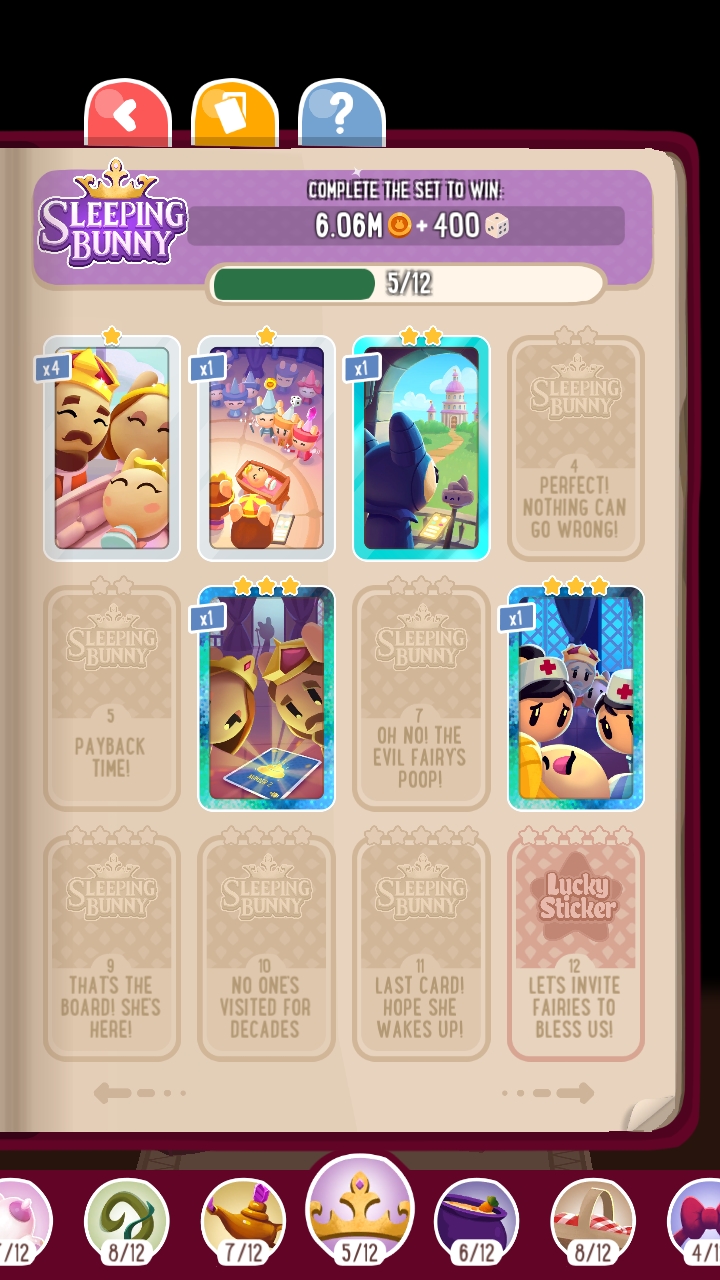 ?
SLEEPING
BUNNY
COMPLETE THE SET TO WIN:
6.06M + 400
5/12
x4
x1
x1
SLEEPING
BUNNY
4
PERFECT!
NOTHING CAN
GO WRONG!
SLEEPING
BUNNY
5
PAYBACK
TIME!
x1
SLEEPING
BUNNY
7
OH NO! THE
EVIL FAIRY'S
POOP!
x1
SLEEPING
BUNNY
9
THAT'S THE
BOARD! SHE'S
HERE!
SLEEPING
BUNNY
10
NO ONE'S
VISITED FOR
DECADES
SLEEPING
BUNNY
11
LAST CARD!
HOPE SHE
WAKES UP!
Lucky
Sticker
12
LET'S INVITE
FAIRIES TO
BLESS US!
/12
8/12
7/12
5/12
6/12
8/12
4/1